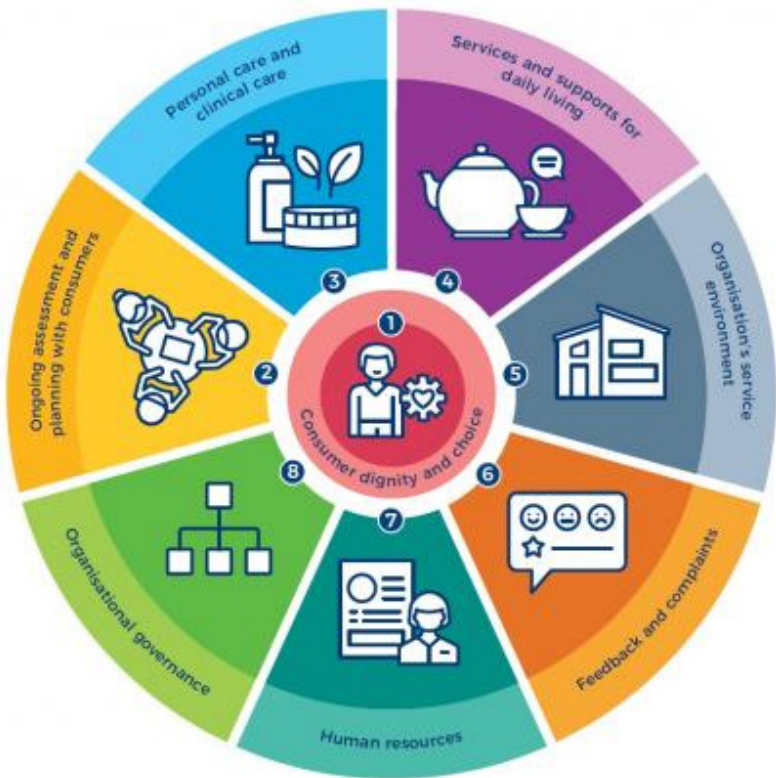 1
Consumer dignity and choice
2
Ongoing assessment and
planning with consumers
3
Personal care and
clinical care
4
Services and supports for
daily living
5
Organisation's service
environment
6
Feedback and complaints
7
Human resources
8
Organisational governance